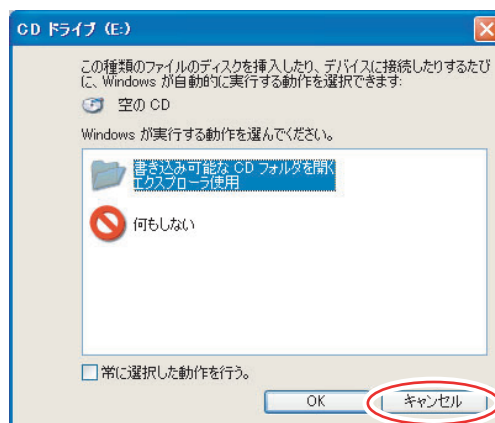 CD ドライブ (E:)
この種類のファイルのディスクを挿入したり、デバイスに接続したりするたび
に、Windows が自動的に実行する動作を選択できます:
空の CD
Windows が実行する動作を選んでください。
書き込み可能な CD フォルダを開く
エクスプローラ使用
何もしない
常に選択した動作を行う。
OK
キャンセル